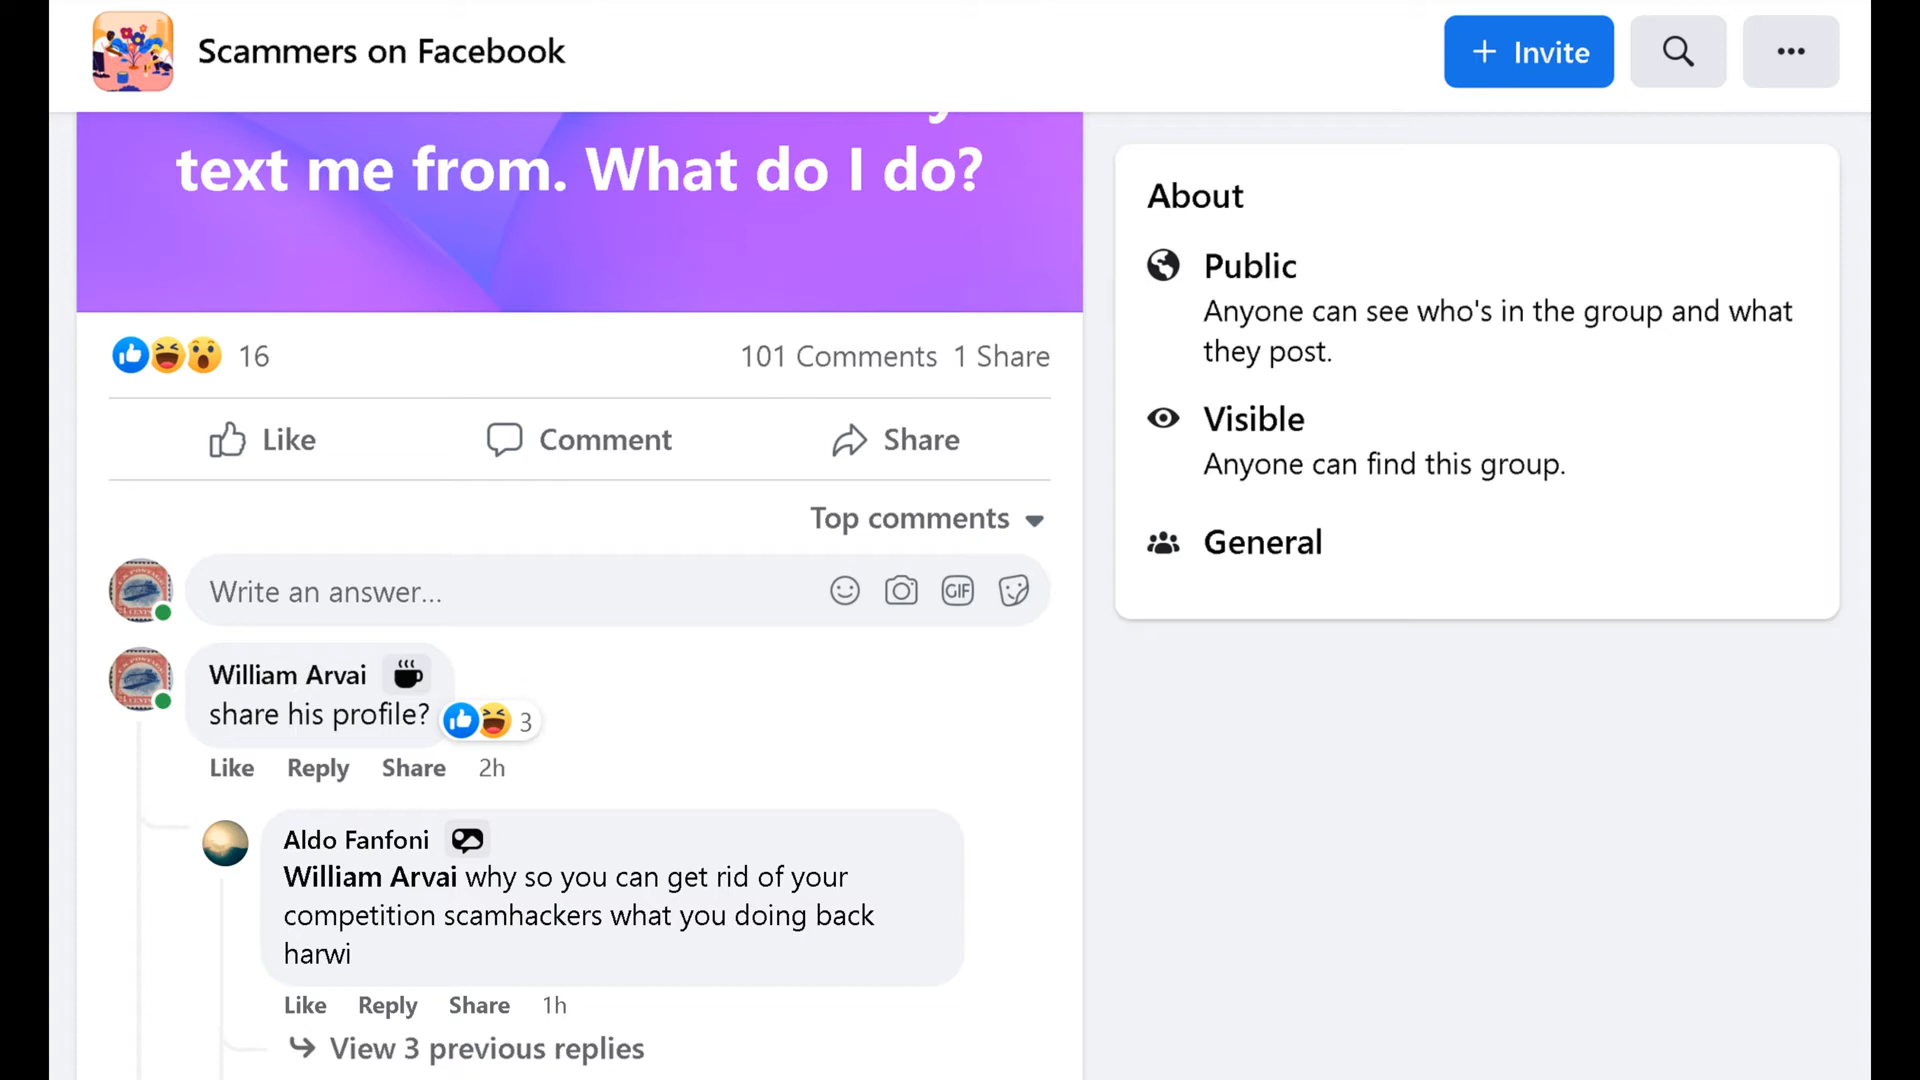 Scammers on Facebook
+ Invite
text me from. What do I do?
16
101 Comments 1 Share
Like Comment Share
Top comments
Write an answer...
GIF
William Arvai
share his profile?
3
Like Reply Share 2h
Aldo Fanfoni
William Arvai why so you can get rid of your
competition scamhackers what you doing back
harwi
Like Reply Share 1h
View 3 previous replies
About
Public
Anyone can see who's in the group and what
they post.
Visible
Anyone can find this group.
General